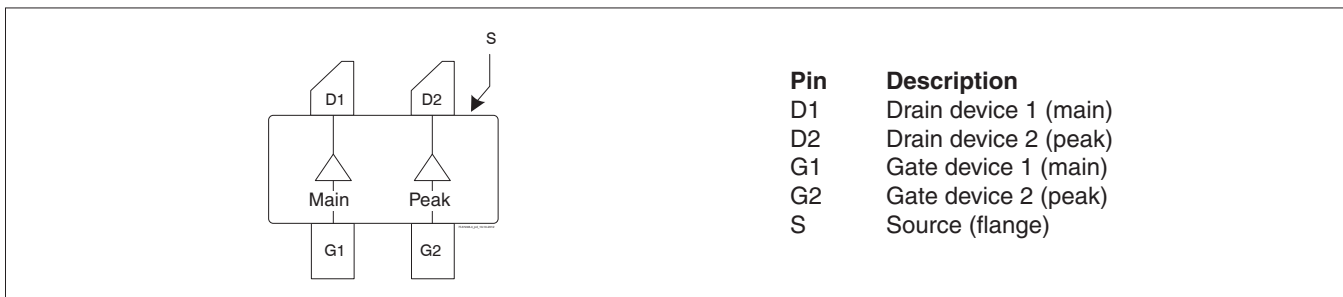 S
D1 D2
Main Peak
G1 G2
Pin Description
D1 Drain device 1 (main)
D2 Drain device 2 (peak)
G1 Gate device 1 (main)
G2 Gate device 2 (peak)
S Source (flange)